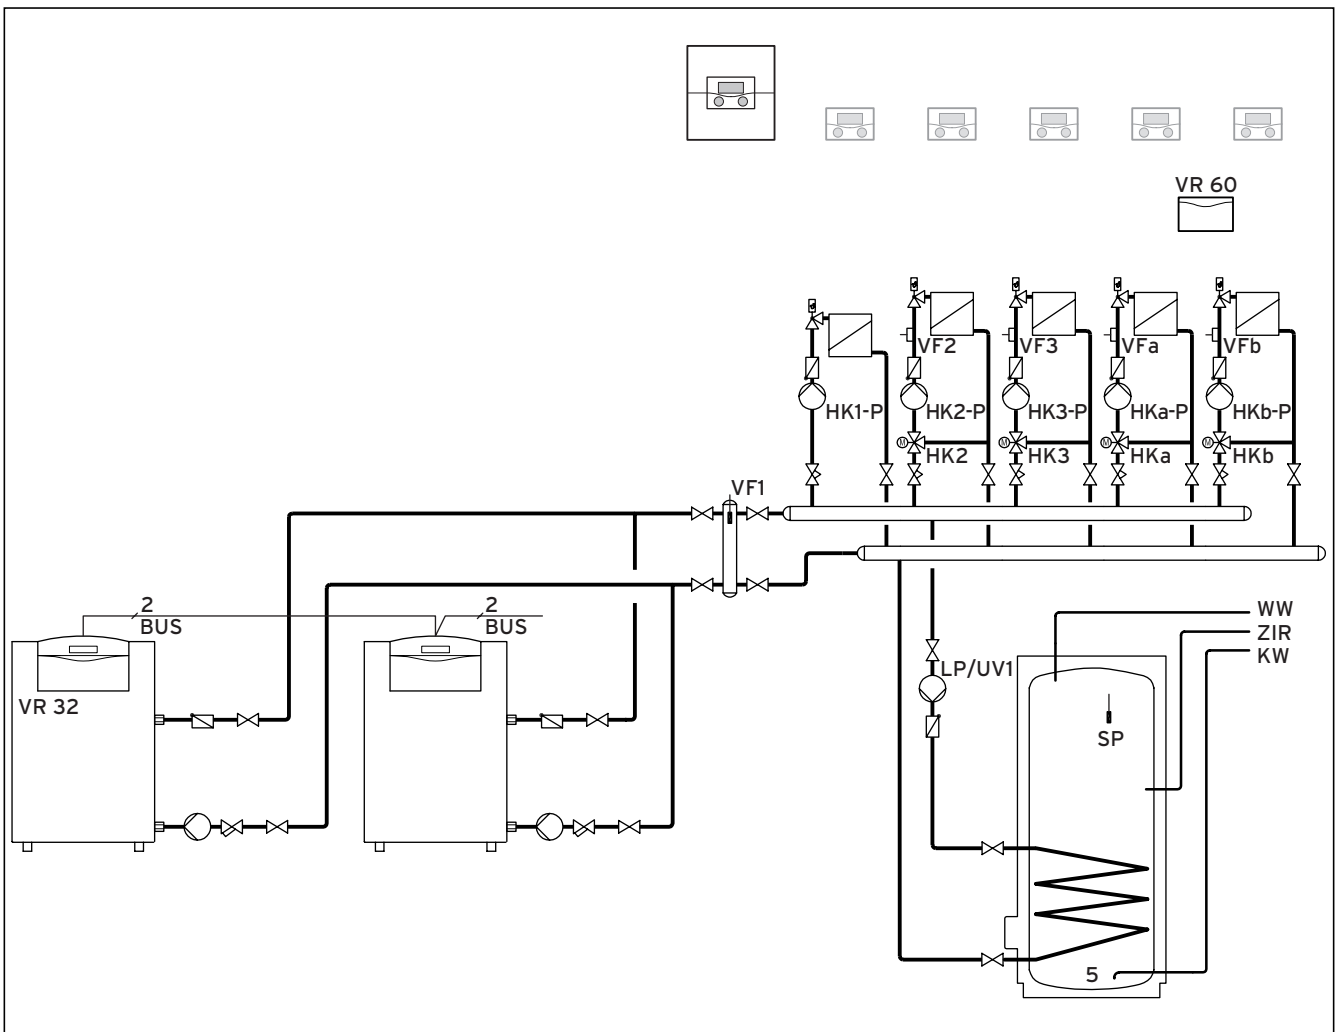 VR 60
VF2
VF3
VFa
VFb
HK1-P
HK2-P
HK3-P
HKa-P
HKb-P
M
M
M
M
HK2
HK3
HKa
HKb
VF1
2
BUS
2
BUS
WW
ZIR
KW
LP/UV1
VR 32
SP
5